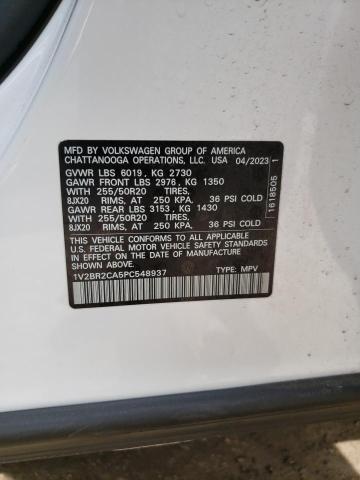 MFD BY VOLKSWAGEN GROUP OF AMERICA
CHATTANOOGA OPERATIONS, LLC. USA 04/2023
GVWR LBS 6019, KG 2730
GAWR FRONT LBS 2976, KG 1350
WITH 255/50R20 TIRES,
8JX20 RIMS, AT 250 KPA, 36 PSI COLD
GAWR REAR LBS 3153, KG 1430
WITH 255/50R20 TIRES,
8JX20 RIMS, AT 250 KPA, 36 PSI COLD
THIS VEHICLE CONFORMS TO ALL APPLICABLE
U.S. FEDERAL MOTOR VEHICLE SAFETY STANDARDS
IN EFFECT ON THE DATE OF MANUFACTURE
SHOWN ABOVE.
1V2BR2CA5PC548937 TYPE: MPV
1618505 1